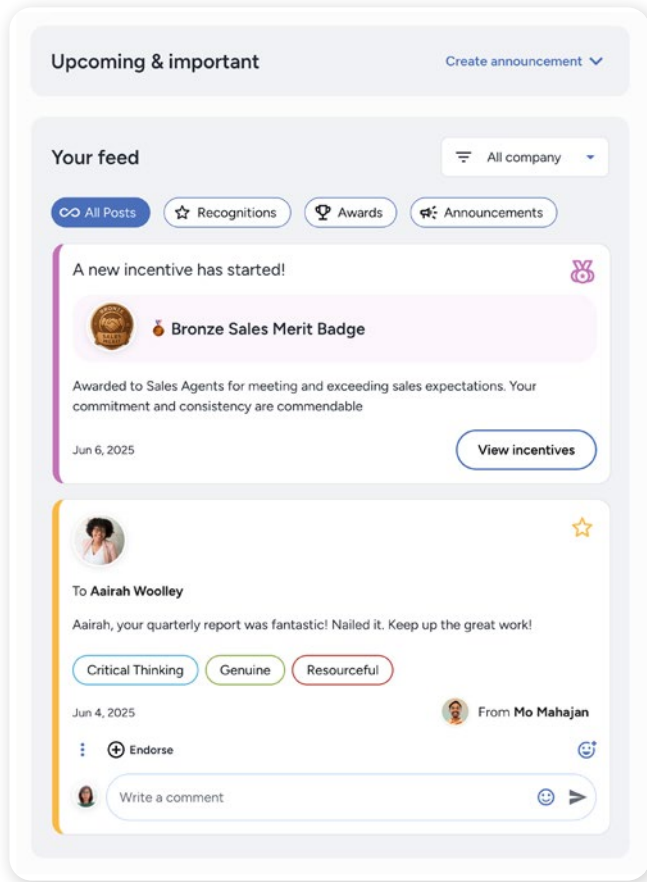 Upcoming & important
Create announcement
Your feed
All company
All Posts
Recognitions
Awards
Announcements
A new incentive has started!
BRONZE
SALES
MERIT
Bronze Sales Merit Badge
Awarded to Sales Agents for meeting and exceeding sales expectations. Your
commitment and consistency are commendable
Jun 6, 2025
View incentives
To Aairah Woolley
Aairah, your quarterly report was fantastic! Nailed it. Keep up the great work!
Critical Thinking
Genuine
Resourceful
Jun 4, 2025
From Mo Mahajan
Endorse
Write a comment